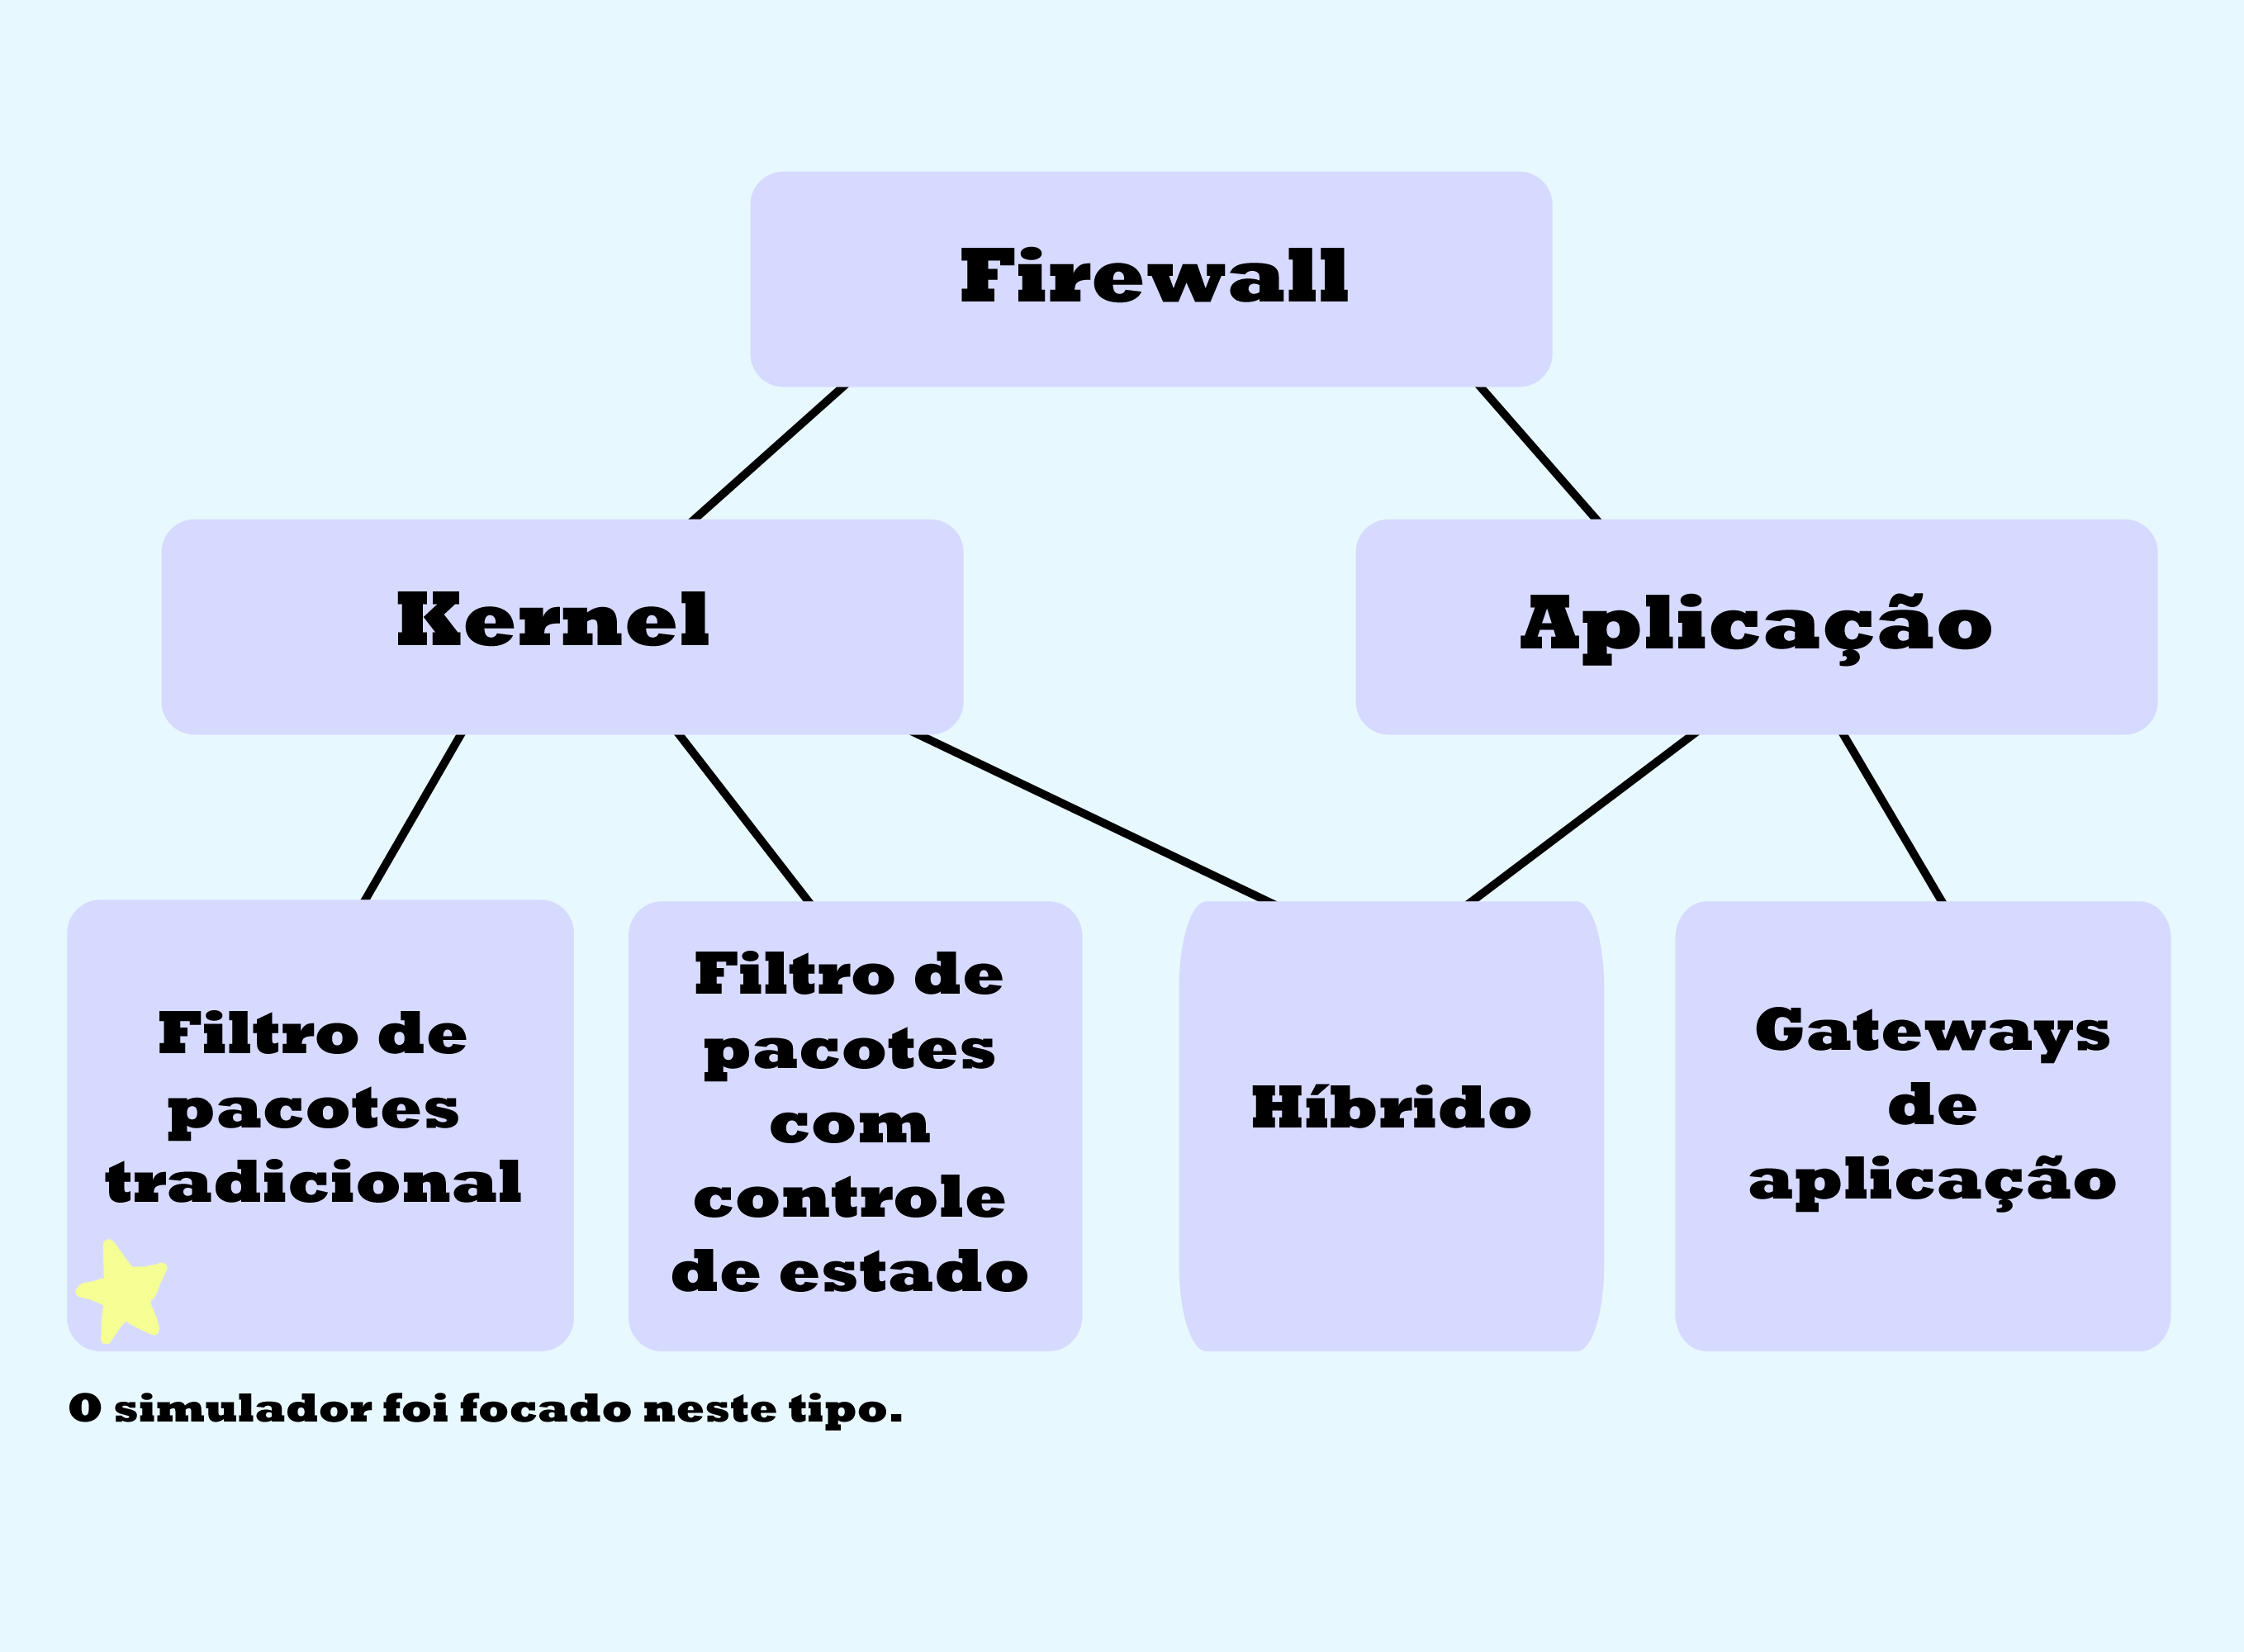 Firewall
Kernel
Aplicação
Filtro de
pacotes
tradicional
Filtro de
pacotes
com
controle
de estado
Híbrido
Gateways
de
aplicação
O simulador foi focado neste tipo.